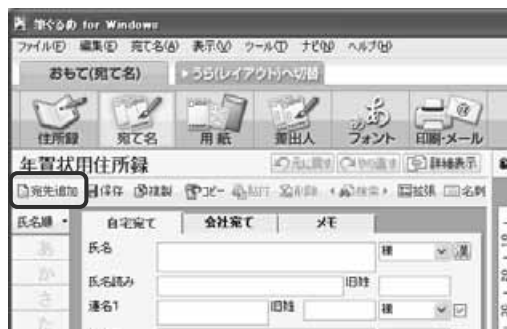 筆ぐるめ for Windows
ファイル(F) 編集(E) 宛て名(A) 表示(V) ツール(T) ナビ(N) ヘルプ(H)
おもて(宛て名) ▸うら(レイアウト)へ切替
住所録 宛て名 用紙 差出人 フォント 印刷・メール
年賀状用住所録 元に戻す やり直す 詳細表示
宛先追加 保存 複製 コピー 貼付 削除 検索 拡張 名刺
氏名順 自宅宛て 会社宛て メモ
あ 氏名 様 漢
か 氏名読み 旧姓
さ 連名1 旧姓 様